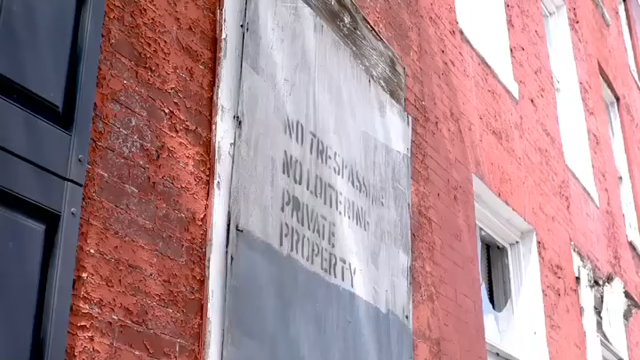 NO TRESPASSING
NO LOITERING
PRIVATE
PROPERTY